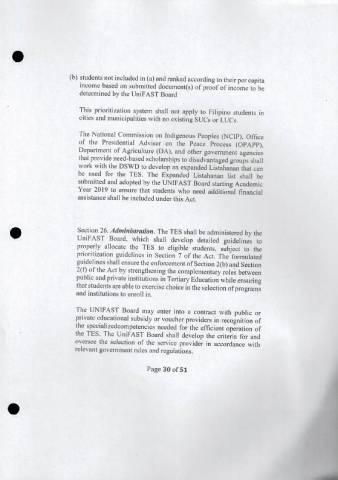 (b) students not included in (a) and ranked according to their per capita
income based on submitted document(s) of proof of income to be
determined by the UniFAST Board
This prioritization system shall not apply to Filipino students in
cities and municipalities with no existing SUCs or LUCs.
The National Commission on Indigenous Peoples (NCIP), Office
of the Presidential Adviser on the Peace Process (OPAPP),
Department of Agriculture (DA), and other government agencies
that provide need-based scholarships to disadvantaged groups shall
work with the DSWD to develop an expanded Listahanan that can
be used for the TES. The Expanded Listahanan list shall be
submitted and adopted by the UNIFAST Board starting Academic
Year 2019 to ensure that students who need additional financial
assistance shall be included under this Act.
Section 26. Administration. The TES shall be administered by the
UniFAST Board, which shall develop detailed guidelines to
properly allocate the TES to eligible students, subject to the
prioritization guidelines in Section 7 of the Act. The formulated
guidelines shall ensure the enforcement of Section 2(b) and Section
2(f) of the Act by strengthening the complementary roles between
public and private institutions in Tertiary Education while ensuring
that students are able to exercise choice in the selection of programs
and institutions to enroll in.
The UNIFAST Board may enter into a contract with public or
private educational subsidy or voucher providers in recognition of
the specializedcompetencies needed for the efficient operation of
the TES. The UniFAST Board shall develop the criteria for and
oversee the selection of the service provider in accordance with
relevant government rules and regulations.
Page 30 of 51